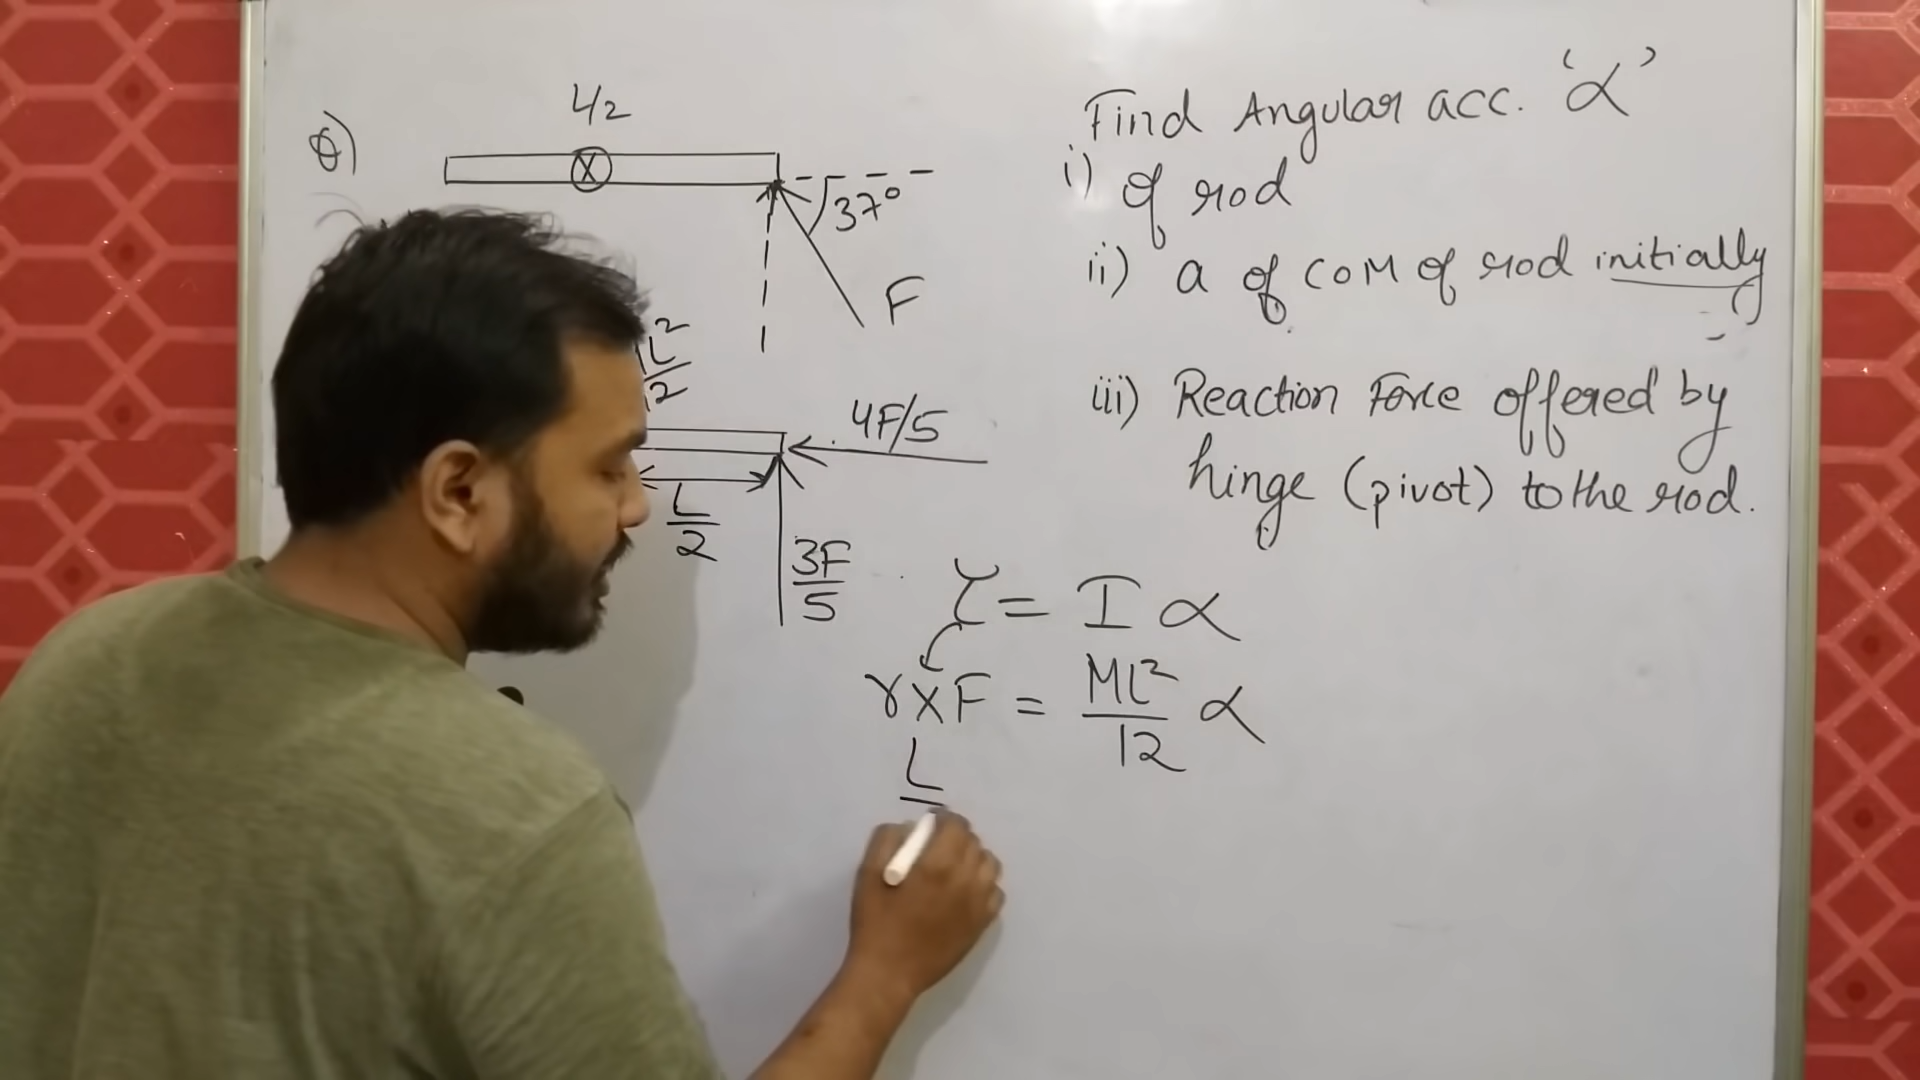 Q)
L/2
37°
F
L²
2
4F/5
L
2
3F
5
Find Angular acc. ‘α’
i) of rod
ii) a of COM of rod initially
iii) Reaction Force offered by
hinge (pivot) to the rod.
τ = I α
r×F = ML²/12 α
L